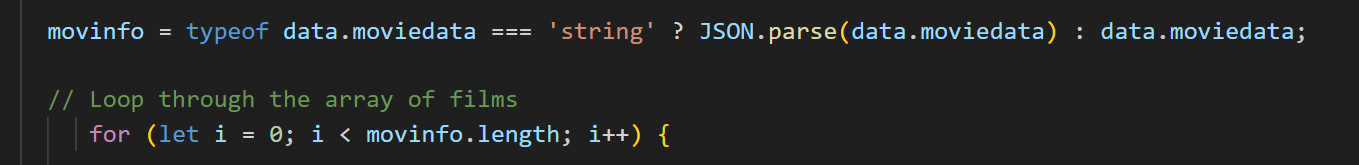 movinfo = typeof data.moviedata === 'string' ? JSON.parse(data.moviedata) : data.moviedata;
// Loop through the array of films
for (let i = 0; i < movinfo.length; i++) {